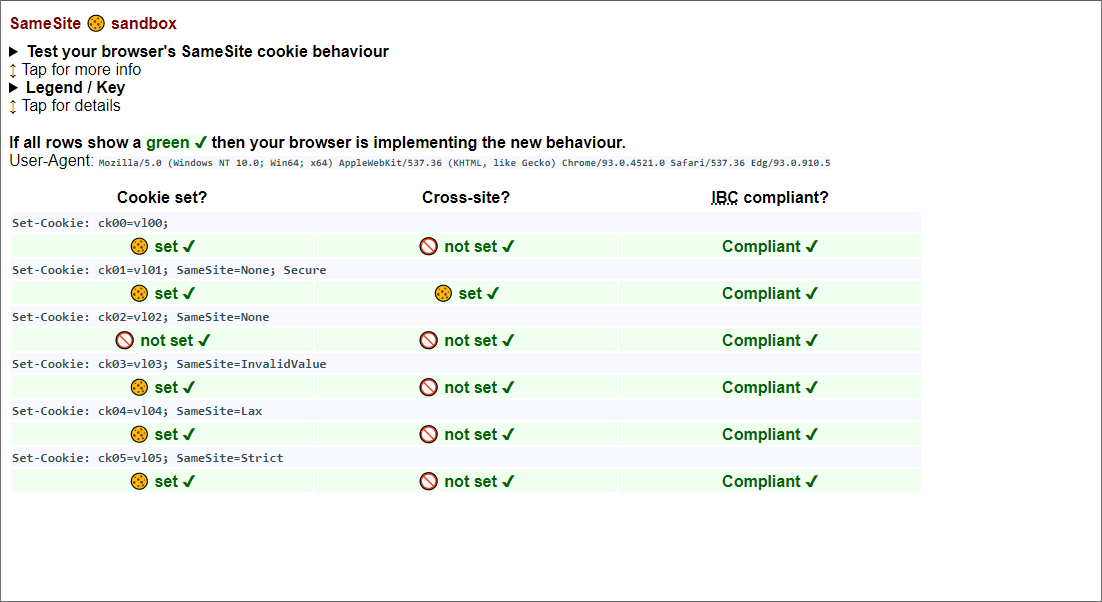 SameSite 🍪 sandbox
▶ Test your browser's SameSite cookie behaviour
↕ Tap for more info
▶ Legend / Key
↕ Tap for details
If all rows show a green ✔ then your browser is implementing the new behaviour.
User-Agent: Mozilla/5.0 (Windows NT 10.0; Win64; x64) AppleWebKit/537.36 (KHTML, like Gecko) Chrome/93.0.4521.0 Safari/537.36 Edg/93.0.910.5
Cookie set? Cross-site? IBC compliant?
Set-Cookie: ck00=vl00;
🍪 set ✔ 🚫 not set ✔ Compliant ✔
Set-Cookie: ck01=vl01; SameSite=None; Secure
🍪 set ✔ 🍪 set ✔ Compliant ✔
Set-Cookie: ck02=vl02; SameSite=None
🚫 not set ✔ 🚫 not set ✔ Compliant ✔
Set-Cookie: ck03=vl03; SameSite=InvalidValue
🍪 set ✔ 🚫 not set ✔ Compliant ✔
Set-Cookie: ck04=vl04; SameSite=Lax
🍪 set ✔ 🚫 not set ✔ Compliant ✔
Set-Cookie: ck05=vl05; SameSite=Strict
🍪 set ✔ 🚫 not set ✔ Compliant ✔